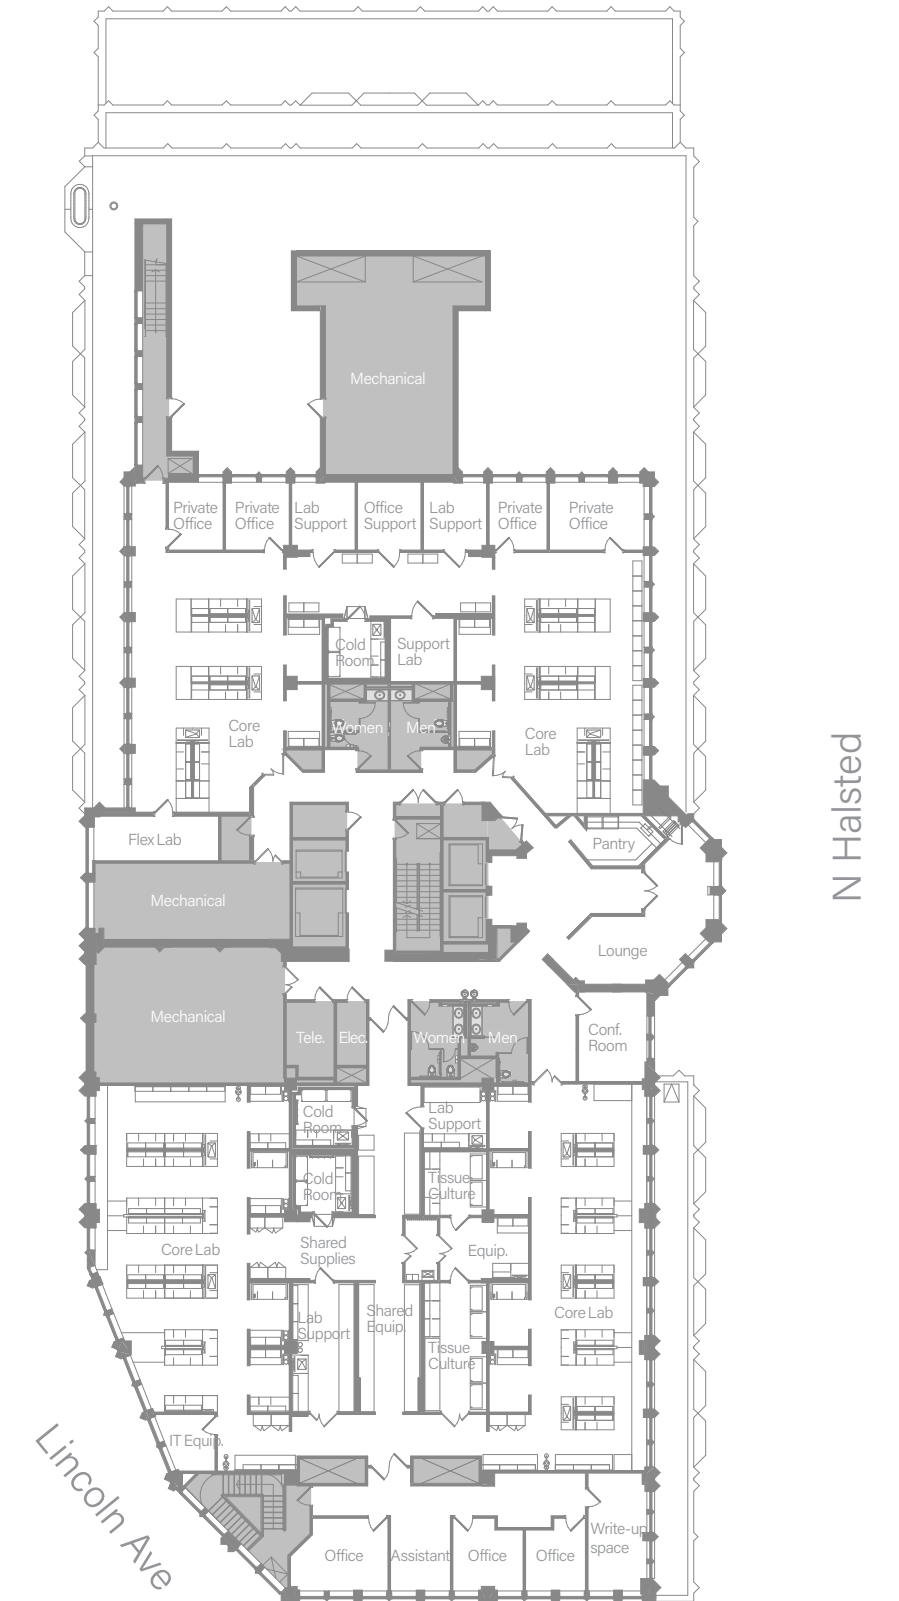 Mechanical
Private
Office
Private
Office
Lab
Support
Office
Support
Lab
Support
Private
Office
Private
Office
Cold
Room
Support
Lab
Women
Men
Core
Lab
Core
Lab
N Halsted
Flex Lab
Pantry
Mechanical
Lounge
Mechanical
Tele.
Elec.
Women
Men
Conf.
Room
Cold
Room
Lab
Support
Cold
Room
Tissue
Culture
Core Lab
Shared
Supplies
Equip.
Lab
Support
Shared
Equip.
Core Lab
Tissue
Culture
IT Equip.
Lincoln Ave
Office
Assistant
Office
Office
Write-up
space